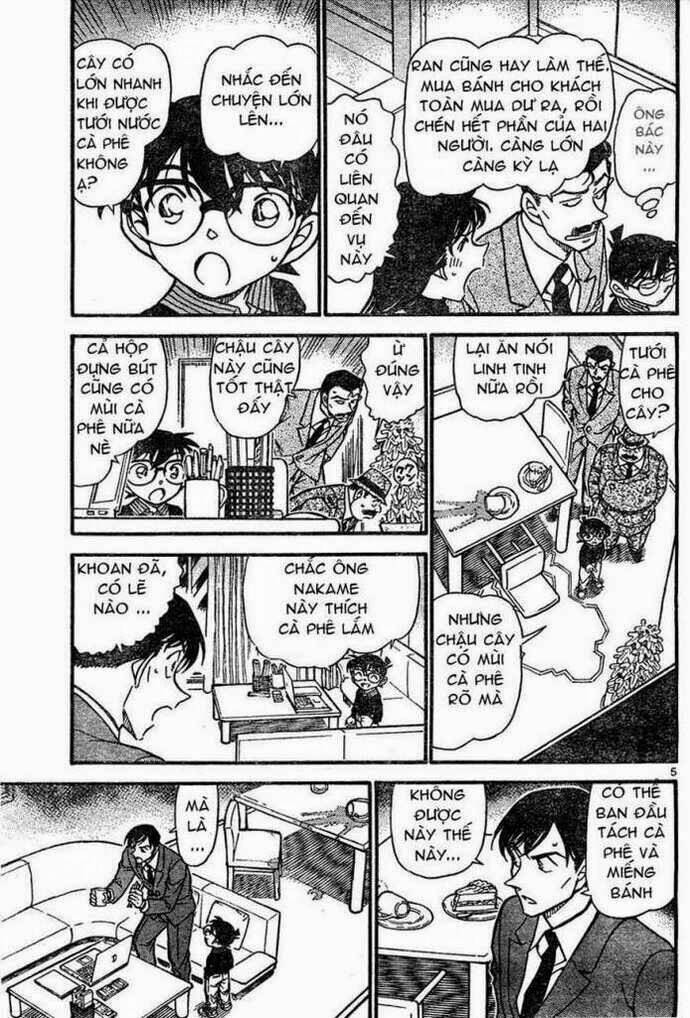 RAN CŨNG HAY LÀM THẾ.
MUA BÁNH CHO KHÁCH
TOÀN MUA DƯ RA, RỒI
CHÉN HẾT PHẦN CỦA HAI
NGƯỜI. CÀNG LỚN
CÀNG KỲ LẠ
ÔNG
BÁC
NÀY
...
NÓ
ĐÂU
CÓ
LIÊN
QUAN
ĐẾN
VỤ
NÀY
NHẮC ĐẾN
CHUYỆN LỚN
LÊN...
CÂY CÓ
LỚN NHANH
KHI ĐƯỢC
TƯỚI NƯỚC
CÀ PHÊ
KHÔNG
Ạ?
TƯỚI
CÀ PHÊ
CHO
CÂY?
LẠI ĂN NÓI
LINH TINH
NỮA RỒI
NHƯNG
CHẬU CÂY
CÓ MÙI
CÀ PHÊ
RÕ MÀ
Ừ
ĐÚNG
VẬY
CHẬU CÂY
NÀY CŨNG
TỐT THẬT
ĐẤY
CẢ HỘP
ĐỰNG BÚT
CŨNG CÓ
MÙI CÀ
PHÊ NỮA
NÈ
CHẮC ÔNG
NAKAME
NÀY THÍCH
CÀ PHÊ LẮM
KHOAN ĐÃ,
CÓ LẼ
NÀO ...
5
CÓ THỂ
BAN ĐẦU
TÁCH CÀ
PHÊ VÀ
MIẾNG
BÁNH
KHÔNG
ĐƯỢC
NÀY THẾ
NÀY...
MÀ
LÀ ...